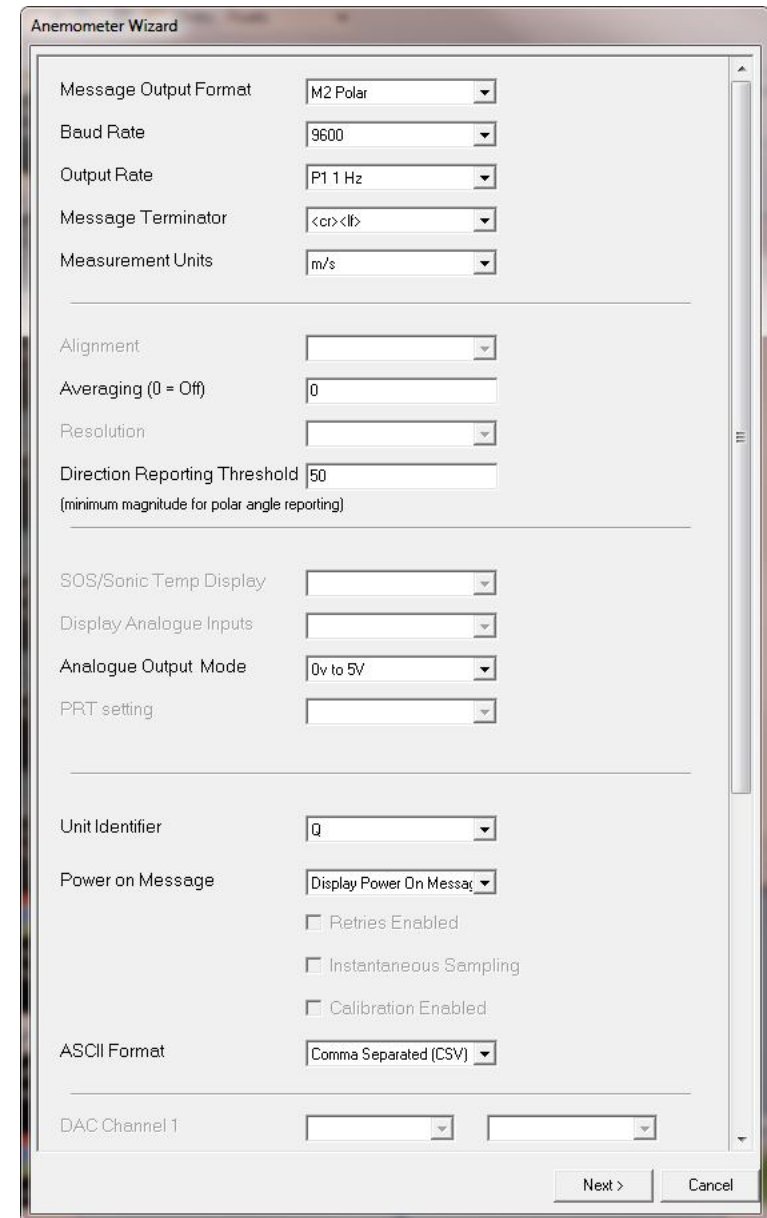 Anemometer Wizard
Message Output Format M2 Polar
Baud Rate 9600
Output Rate P1 1 Hz
Message Terminator <cr><lf>
Measurement Units m/s
Alignment
Averaging (0 = Off) 0
Resolution
Direction Reporting Threshold 50
(minimum magnitude for polar angle reporting)
SOS/Sonic Temp Display
Display Analogue Inputs
Analogue Output Mode 0v to 5V
PRT setting
Unit Identifier Q
Power on Message Display Power On
Retries Enabled
Instantaneous Sampling
Calibration Enabled
ASCII Format Comma Separated (CSV)
DAC Channel 1
Next > Cancel